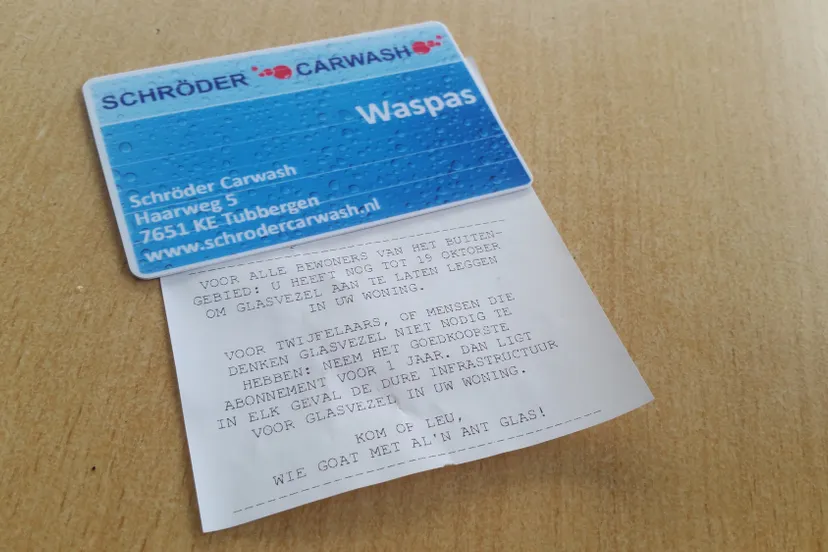 SCHRÖDER CARWASH
Waspas
Schröder Carwash
Haarweg 5
7651 KE Tubbergen
www.schrodercarwash.nl
VOOR ALLE BEWONERS VAN HET BUITEN-
GEBIED: U HEEFT NOG TOT 19 OKTOBER
OM GLASVEZEL AAN TE LATEN LEGGEN
IN UW WONING.
VOOR TWIJFELAARS, OF MENSEN DIE
DENKEN GLASVEZEL NIET NODIG TE
HEBBEN: NEEM HET GOEDKOOPSTE
ABONNEMENT VOOR 1 JAAR. DAN LIGT
IN ELK GEVAL DE DURE INFRASTRUCTUUR
VOOR GLASVEZEL IN UW WONING.
KOM OP LEU,
WIE GOAT MET AL'N ANT GLAS!